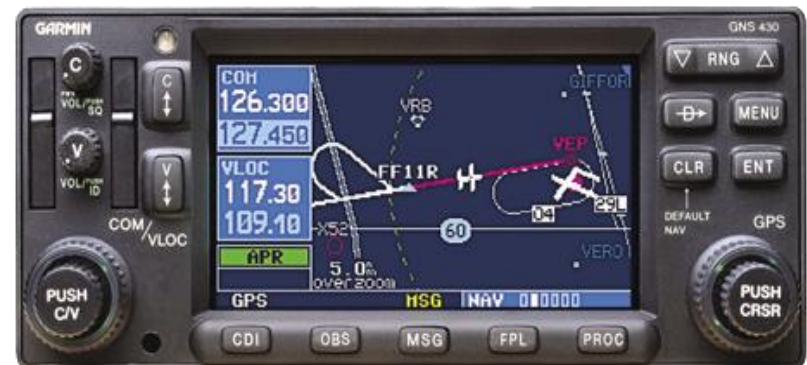 GARMIN
GNS 430
C
PWR VOL/PUSH SQ
C
V
VOL/PUSH ID
V
COM/VLOC
PUSH C/V
COM
126.300
127.450
VLOC
117.30
109.10
APR
GPS
MSG
NAV
GIFFOR
VRB
VEP
FF11R
04
29L
X52
60
VERO
5.0
overzoom
RNG
MENU
CLR
ENT
DEFAULT NAV
GPS
PUSH CRSR
CDI
OBS
MSG
FPL
PROC